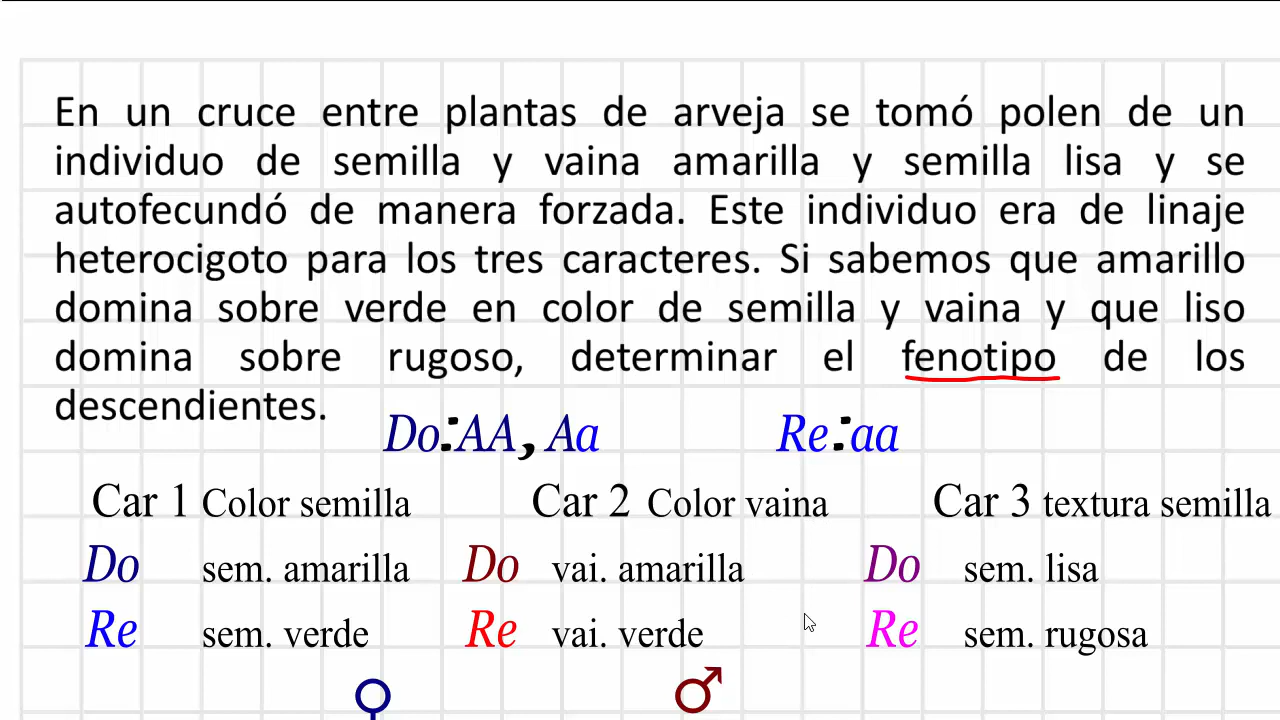 En un cruce entre plantas de arveja se tomó polen de un
individuo de semilla y vaina amarilla y semilla lisa y se
autofecundó de manera forzada. Este individuo era de linaje
heterocigoto para los tres caracteres. Si sabemos que amarillo
domina sobre verde en color de semilla y vaina y que liso
domina sobre rugoso, determinar el fenotipo de los
descendientes.
Do:AA, Aa Re:aa
Car 1 Color semilla Car 2 Color vaina Car 3 textura semilla
Do sem. amarilla Do vai. amarilla Do sem. lisa
Re sem. verde Re vai. verde Re sem. rugosa
♀ ♂